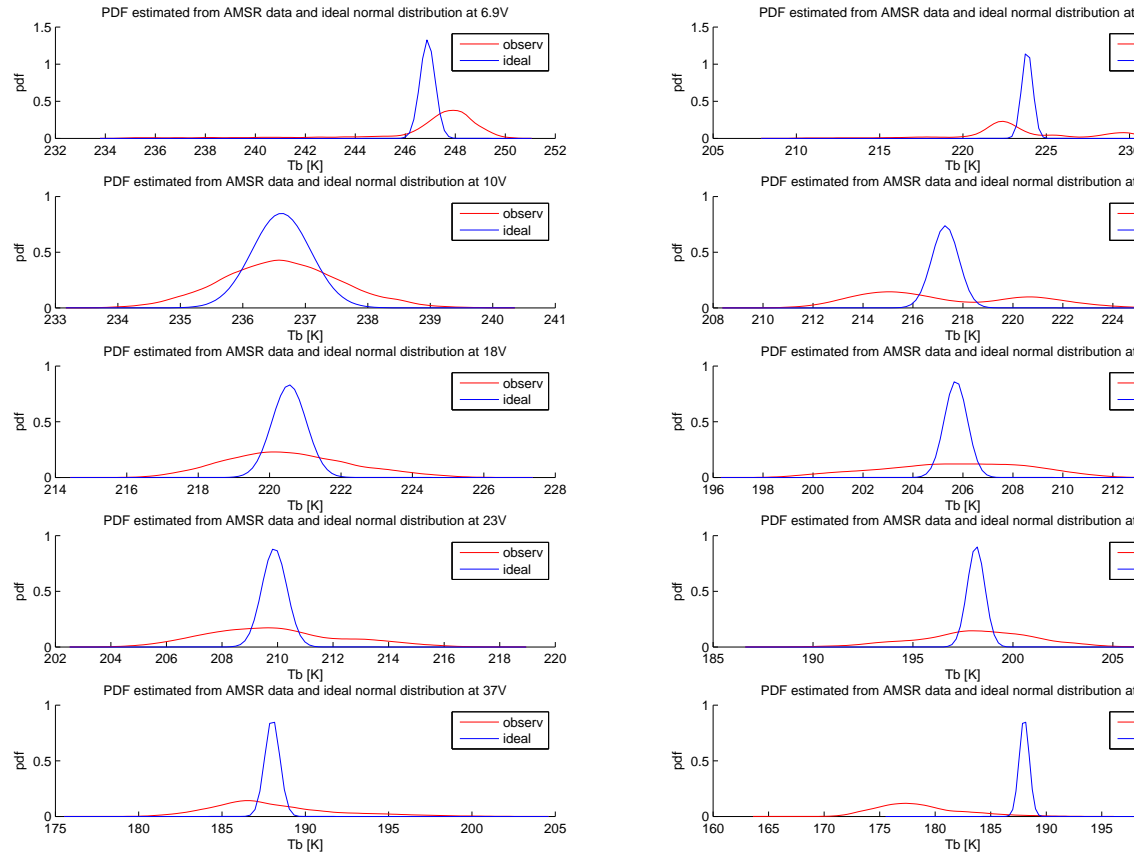 PDF estimated from AMSR data and ideal normal distribution at 6.9V
1.5
1
0.5
0
pdf
observ
ideal
232 234 236 238 240 242 244 246 248 250 252
Tb [K]
PDF estimated from AMSR data and ideal normal distribution at
1.5
1
0.5
0
pdf
205 210 215 220 225 230
Tb [K]
PDF estimated from AMSR data and ideal normal distribution at 10V
1
0.5
0
pdf
observ
ideal
233 234 235 236 237 238 239 240 241
Tb [K]
PDF estimated from AMSR data and ideal normal distribution at
1
0.5
0
pdf
208 210 212 214 216 218 220 222 224
Tb [K]
PDF estimated from AMSR data and ideal normal distribution at 18V
1
0.5
0
pdf
observ
ideal
214 216 218 220 222 224 226 228
Tb [K]
PDF estimated from AMSR data and ideal normal distribution at
1
0.5
0
pdf
196 198 200 202 204 206 208 210 212
Tb [K]
PDF estimated from AMSR data and ideal normal distribution at 23V
1
0.5
0
pdf
observ
ideal
202 204 206 208 210 212 214 216 218 220
Tb [K]
PDF estimated from AMSR data and ideal normal distribution at
1
0.5
0
pdf
185 190 195 200 205
Tb [K]
PDF estimated from AMSR data and ideal normal distribution at 37V
1
0.5
0
pdf
observ
ideal
175 180 185 190 195 200 205
Tb [K]
PDF estimated from AMSR data and ideal normal distribution at
1
0.5
0
pdf
160 165 170 175 180 185 190 195
Tb [K]